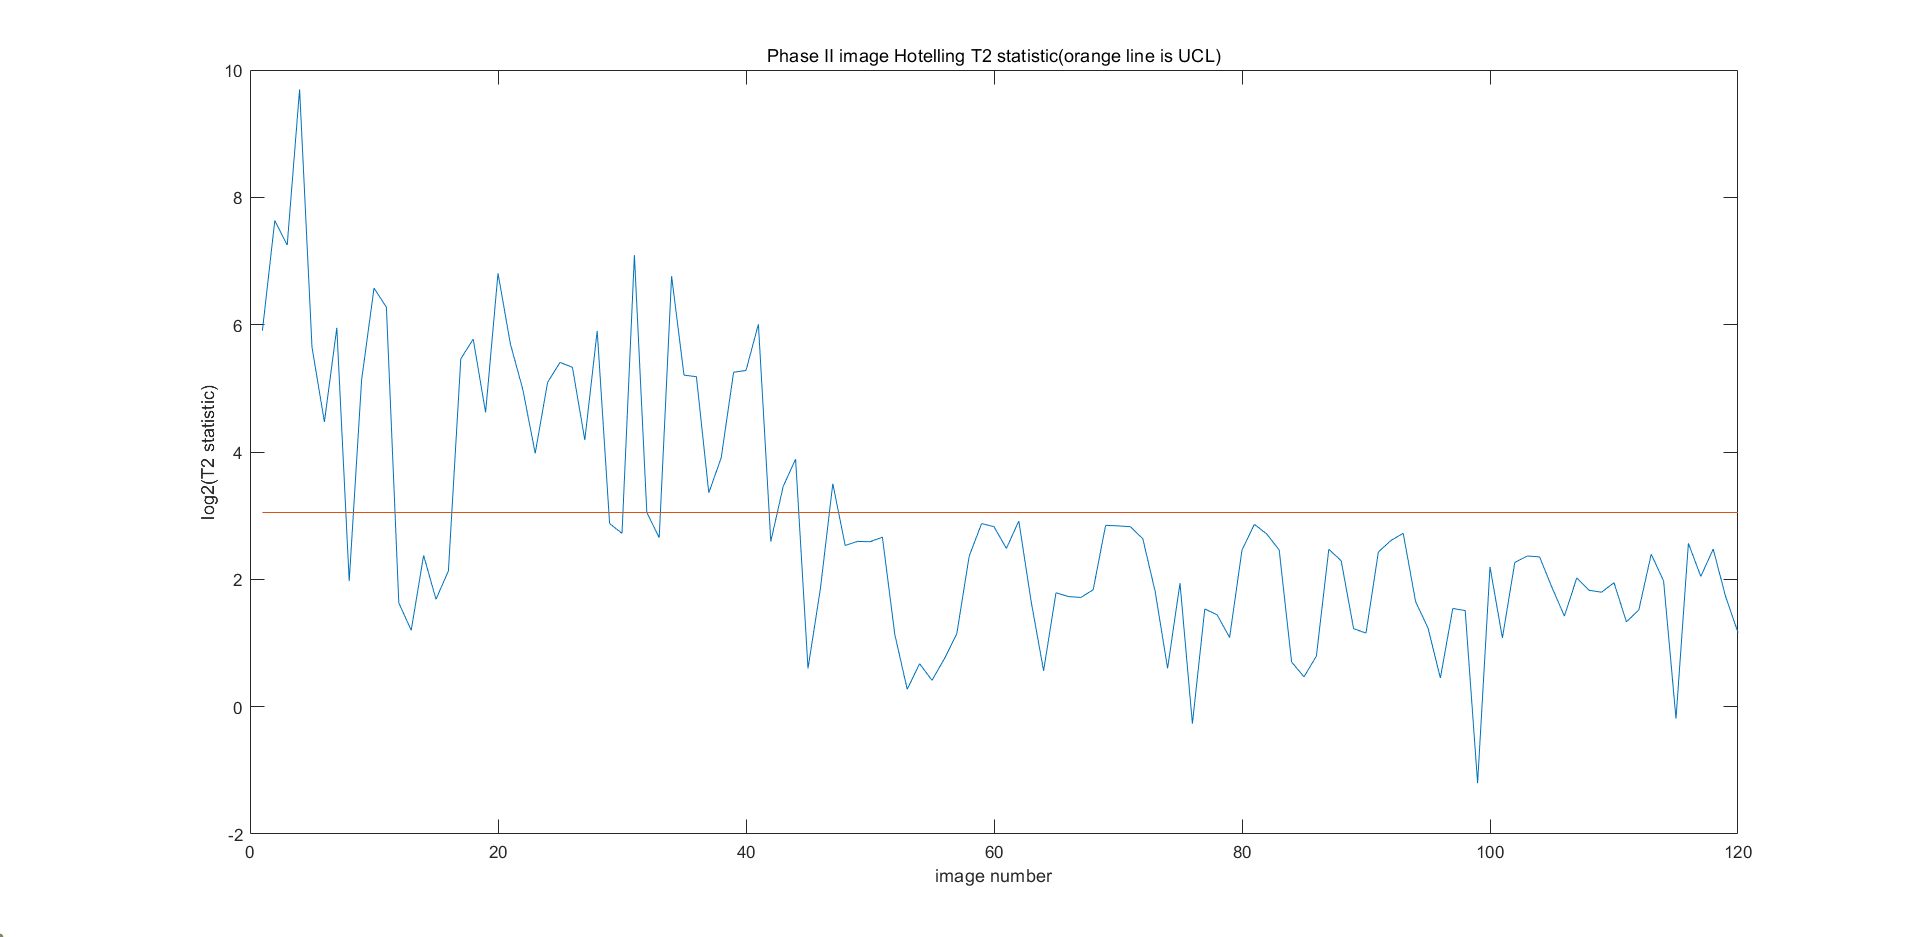 Phase II image Hotelling T2 statistic(orange line is UCL)
10
8
6
4
2
0
-2
log2(T2 statistic)
0 20 40 60 80 100 120
image number